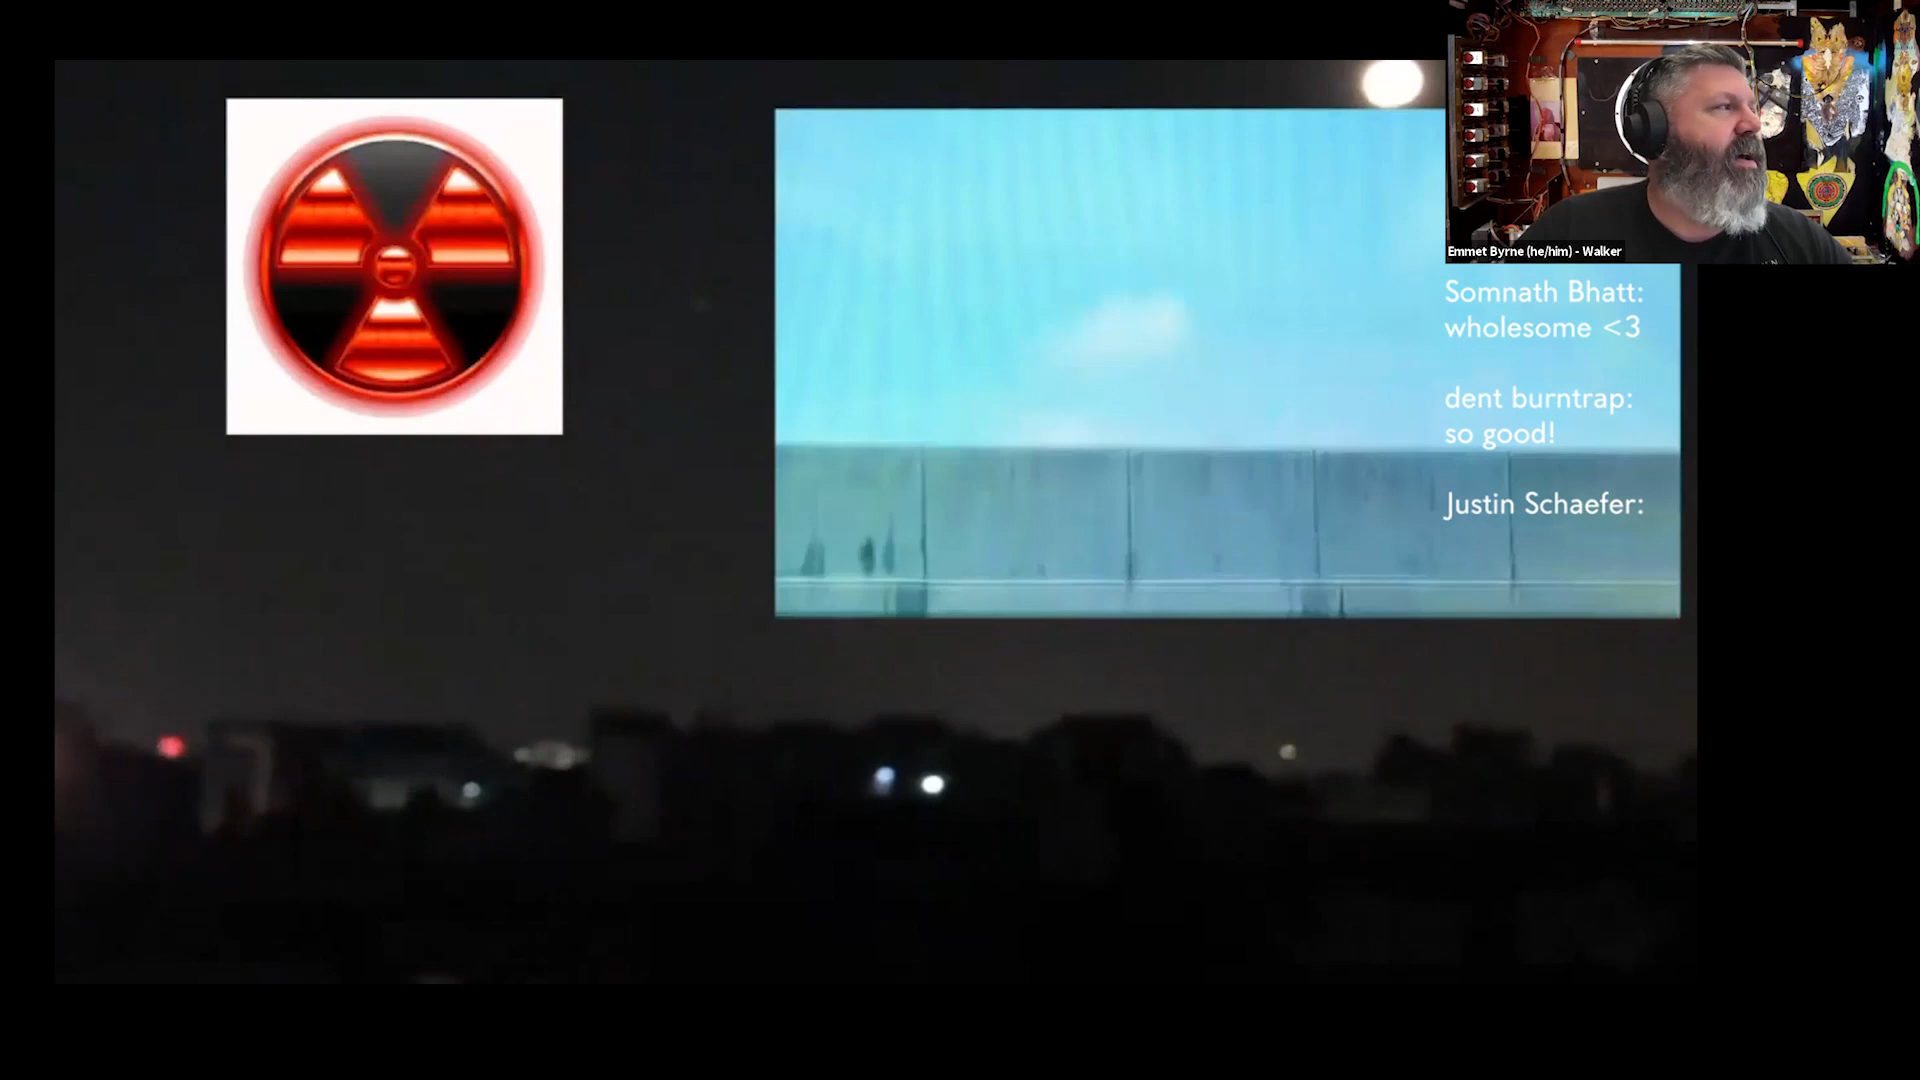 Emmet Byrne (he/him) - Walker
Somnath Bhatt:
wholesome <3
dent burntrap:
so good!
Justin Schaefer: